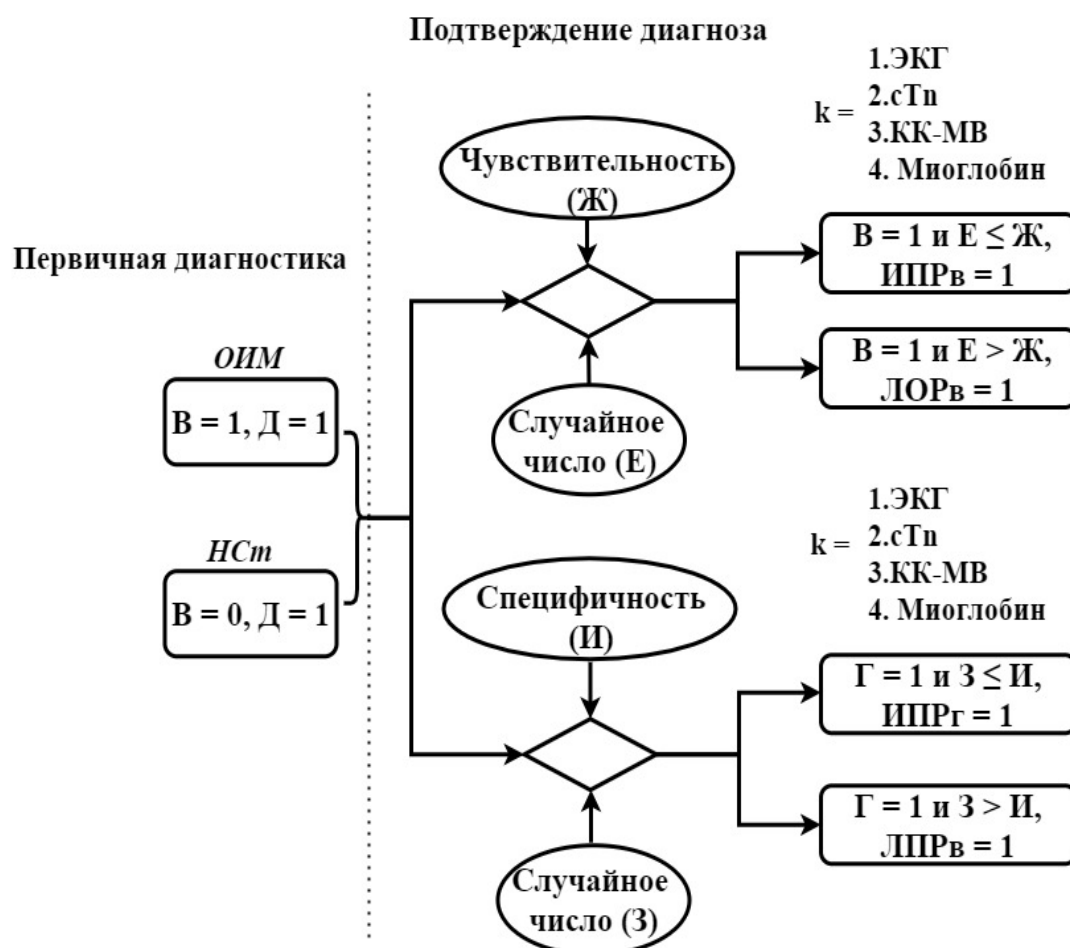 Подтверждение диагноза
1.ЭКГ
2.cTn
k =
3.КК-МВ
4. Миоглобин
Чувствительность
(Ж)
Первичная диагностика
В = 1 и Е ≤ Ж,
ИПРв = 1
ОИМ
В = 1, Д = 1
В = 1 и Е > Ж,
ЛОРв = 1
Случайное
число (Е)
НСт
В = 0, Д = 1
1.ЭКГ
2.cTn
k =
3.КК-МВ
4. Миоглобин
Специфичность
(И)
Г = 1 и З ≤ И,
ИПРг = 1
Г = 1 и З > И,
ЛПРв = 1
Случайное
число (З)